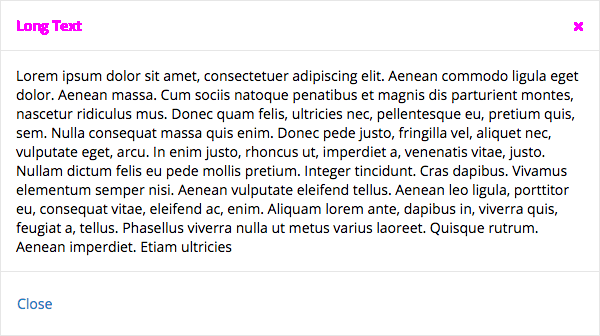 Long Text
Lorem ipsum dolor sit amet, consectetuer adipiscing elit. Aenean commodo ligula eget
dolor. Aenean massa. Cum sociis natoque penatibus et magnis dis parturient montes,
nascetur ridiculus mus. Donec quam felis, ultricies nec, pellentesque eu, pretium quis,
sem. Nulla consequat massa quis enim. Donec pede justo, fringilla vel, aliquet nec,
vulputate eget, arcu. In enim justo, rhoncus ut, imperdiet a, venenatis vitae, justo.
Nullam dictum felis eu pede mollis pretium. Integer tincidunt. Cras dapibus. Vivamus
elementum semper nisi. Aenean vulputate eleifend tellus. Aenean leo ligula, porttitor
eu, consequat vitae, eleifend ac, enim. Aliquam lorem ante, dapibus in, viverra quis,
feugiat a, tellus. Phasellus viverra nulla ut metus varius laoreet. Quisque rutrum.
Aenean imperdiet. Etiam ultricies
Close